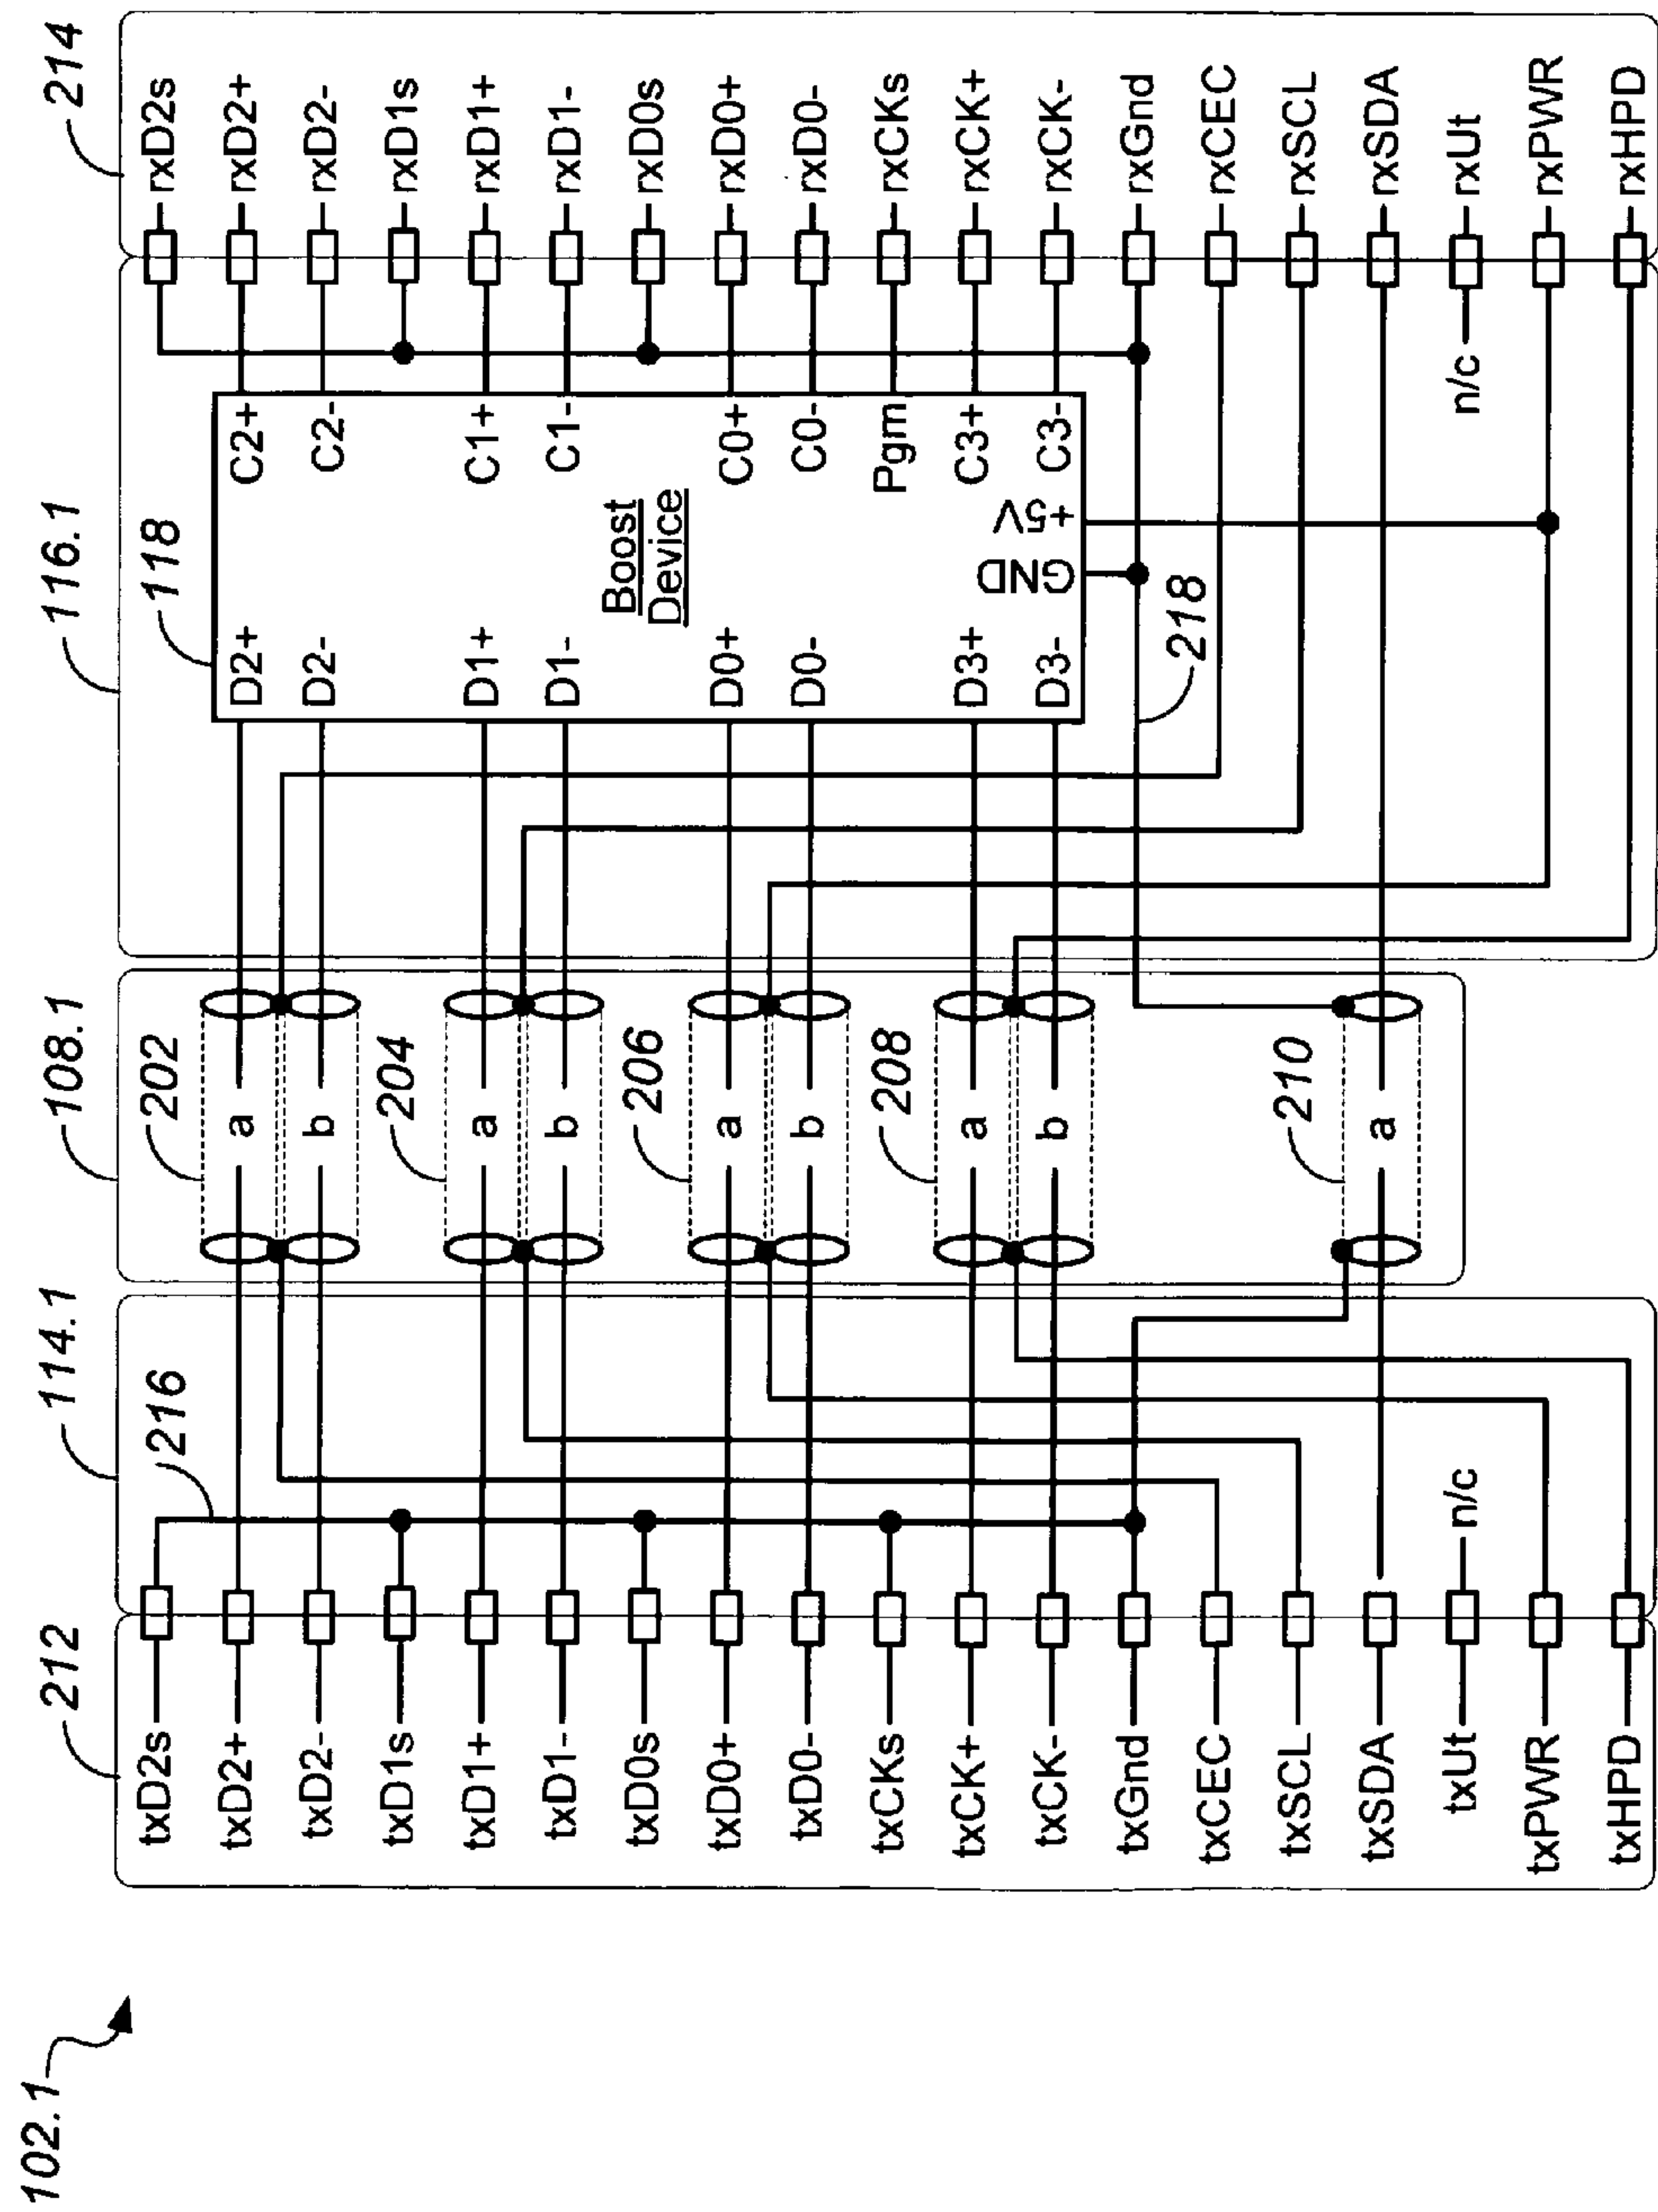 102.1
212
114.1
108.1
116.1
214
216
202
204
206
208
210
118
218
txD2s
txD2+
txD2-
txD1s
txD1+
txD1-
txD0s
txD0+
txD0-
txCKs
txCK+
txCK-
txGnd
txCEC
txSCL
txSDA
txUt
n/c
txPWR
txHPD
a
b
a
b
a
b
a
b
a
D2+
D2-
D1+
D1-
D0+
D0-
D3+
D3-
Boost
Device
GND
+5V
C2+
C2-
C1+
C1-
C0+
C0-
Pgm
C3+
C3-
rxD2s
rxD2+
rxD2-
rxD1s
rxD1+
rxD1-
rxD0s
rxD0+
rxD0-
rxCKs
rxCK+
rxCK-
rxGnd
rxCEC
rxSCL
rxSDA
n/c
rxUt
rxPWR
rxHPD